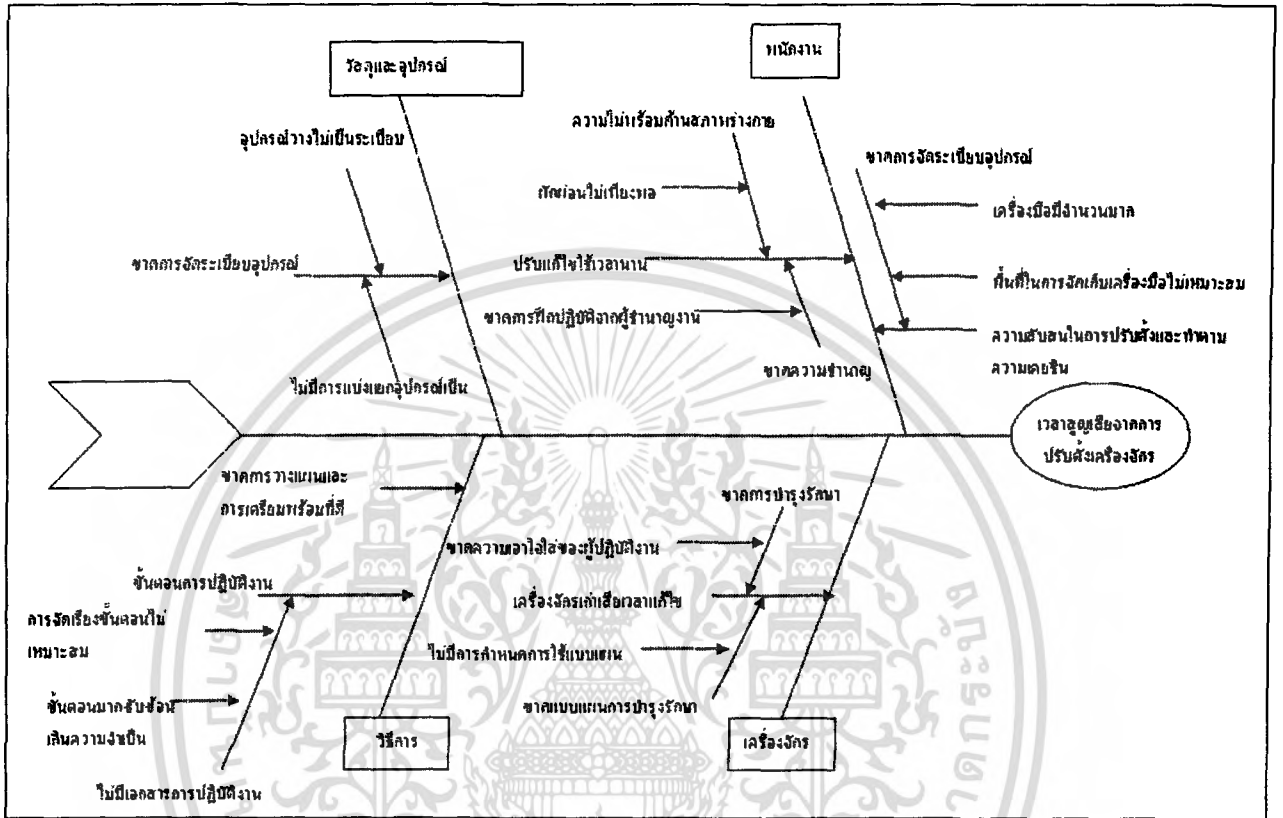 วัสดุและอุปกรณ์
พนักงาน
อุปกรณ์วางไม่เป็นระเบียบ
ความไม่พร้อมด้านสภาพร่างกาย
ขาดการจัดระเบียบอุปกรณ์
พักผ่อนไม่เพียงพอ
เครื่องมือมีจำนวนมาก
ขาดการจัดระเบียบอุปกรณ์
ปรับแก้ไขใช้เวลานาน
พื้นที่ในการจัดเก็บเครื่องมือไม่เหมาะสม
ขาดการฝึกปฏิบัติจากผู้ชำนาญงาน
ความสับสนในการปรับตั้งและทำตาม
ความเคยชิน
ไม่มีการแบ่งแยกอุปกรณ์เป็น
ขาดความชำนาญ
เวลาสูญเสียจากการ
ปรับตั้งเครื่องจักร
ขาดการวางแผนและ
การเตรียมพร้อมที่ดี
ขาดการบำรุงรักษา
ขาดความเอาใจใส่ของผู้ปฏิบัติงาน
ขั้นตอนการปฏิบัติงาน
เครื่องจักรเก่าเสียเวลาแก้ไข
การจัดเรียงขั้นตอนไม่
เหมาะสม
ไม่มีการกำหนดการใช้แบบแผน
ขั้นตอนมากซับซ้อน
เกินความจำเป็น
ขาดแบบแผนการบำรุงรักษา
วิธีการ
เครื่องจักร
ไม่มีเอกสารการปฏิบัติงาน